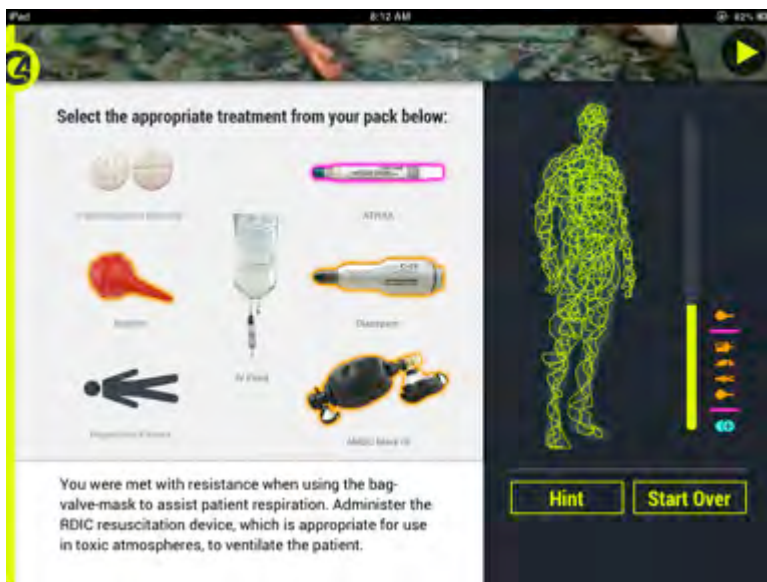 iPad 8:12 AM 82%
4
Select the appropriate treatment from your pack below:
ATNAA
Diazepam
IV Fluid
You were met with resistance when using the bag-
valve-mask to assist patient respiration. Administer the
RDIC resuscitation device, which is appropriate for use
in toxic atmospheres, to ventilate the patient.
Hint
Start Over